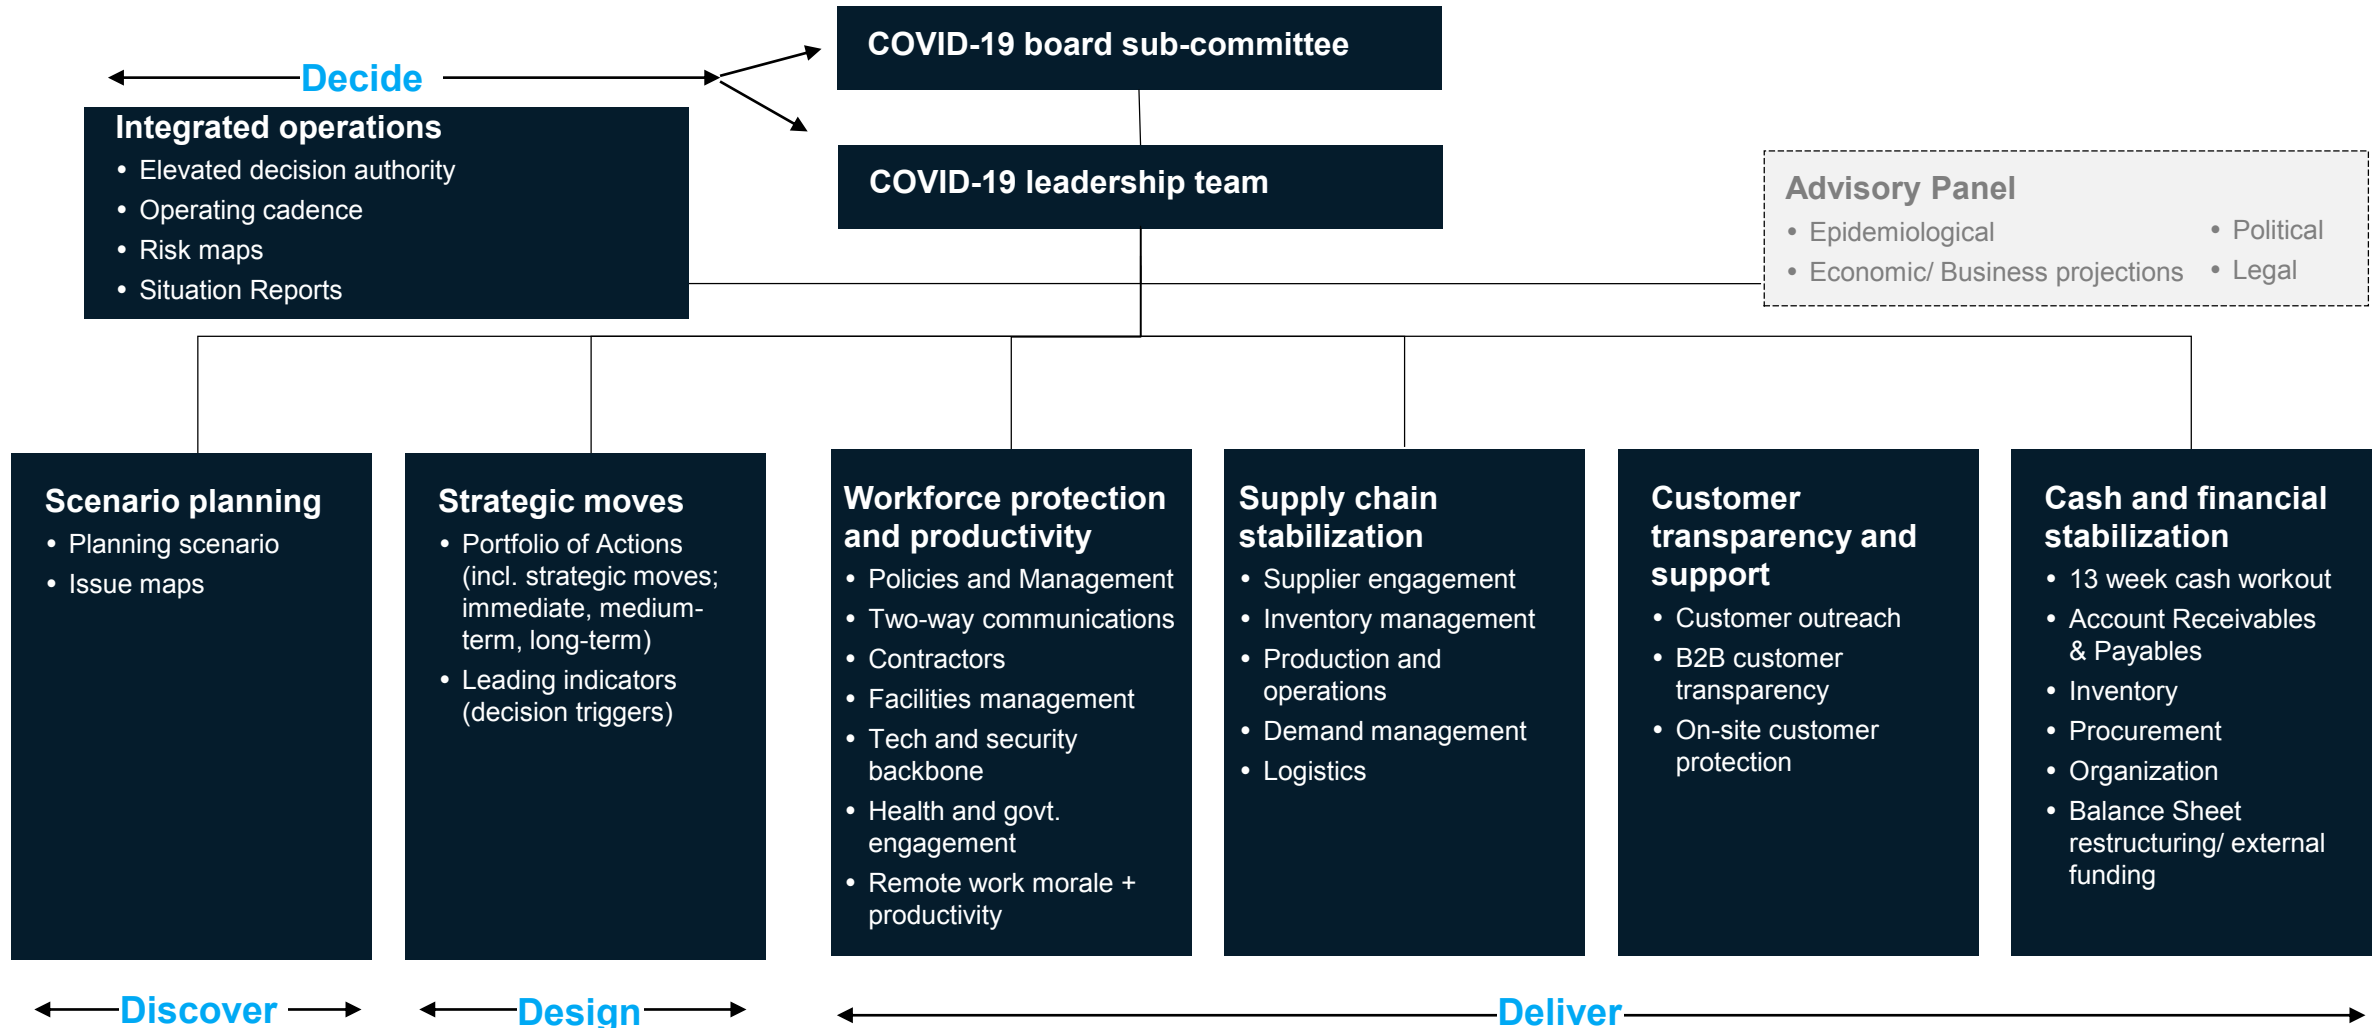 COVID-19 board sub-committee
Decide
Integrated operations
• Elevated decision authority
• Operating cadence
• Risk maps
• Situation Reports
COVID-19 leadership team
Advisory Panel
• Epidemiological
• Economic/ Business projections
• Political
• Legal
Scenario planning
• Planning scenario
• Issue maps
Strategic moves
• Portfolio of Actions
(incl. strategic moves;
immediate, medium-
term, long-term)
• Leading indicators
(decision triggers)
Workforce protection
and productivity
• Policies and Management
• Two-way communications
• Contractors
• Facilities management
• Tech and security
backbone
• Health and govt.
engagement
• Remote work morale +
productivity
Supply chain
stabilization
• Supplier engagement
• Inventory management
• Production and
operations
• Demand management
• Logistics
Customer
transparency and
support
• Customer outreach
• B2B customer
transparency
• On-site customer
protection
Cash and financial
stabilization
• 13 week cash workout
• Account Receivables
& Payables
• Inventory
• Procurement
• Organization
• Balance Sheet
restructuring/ external
funding
Discover
Design
Deliver